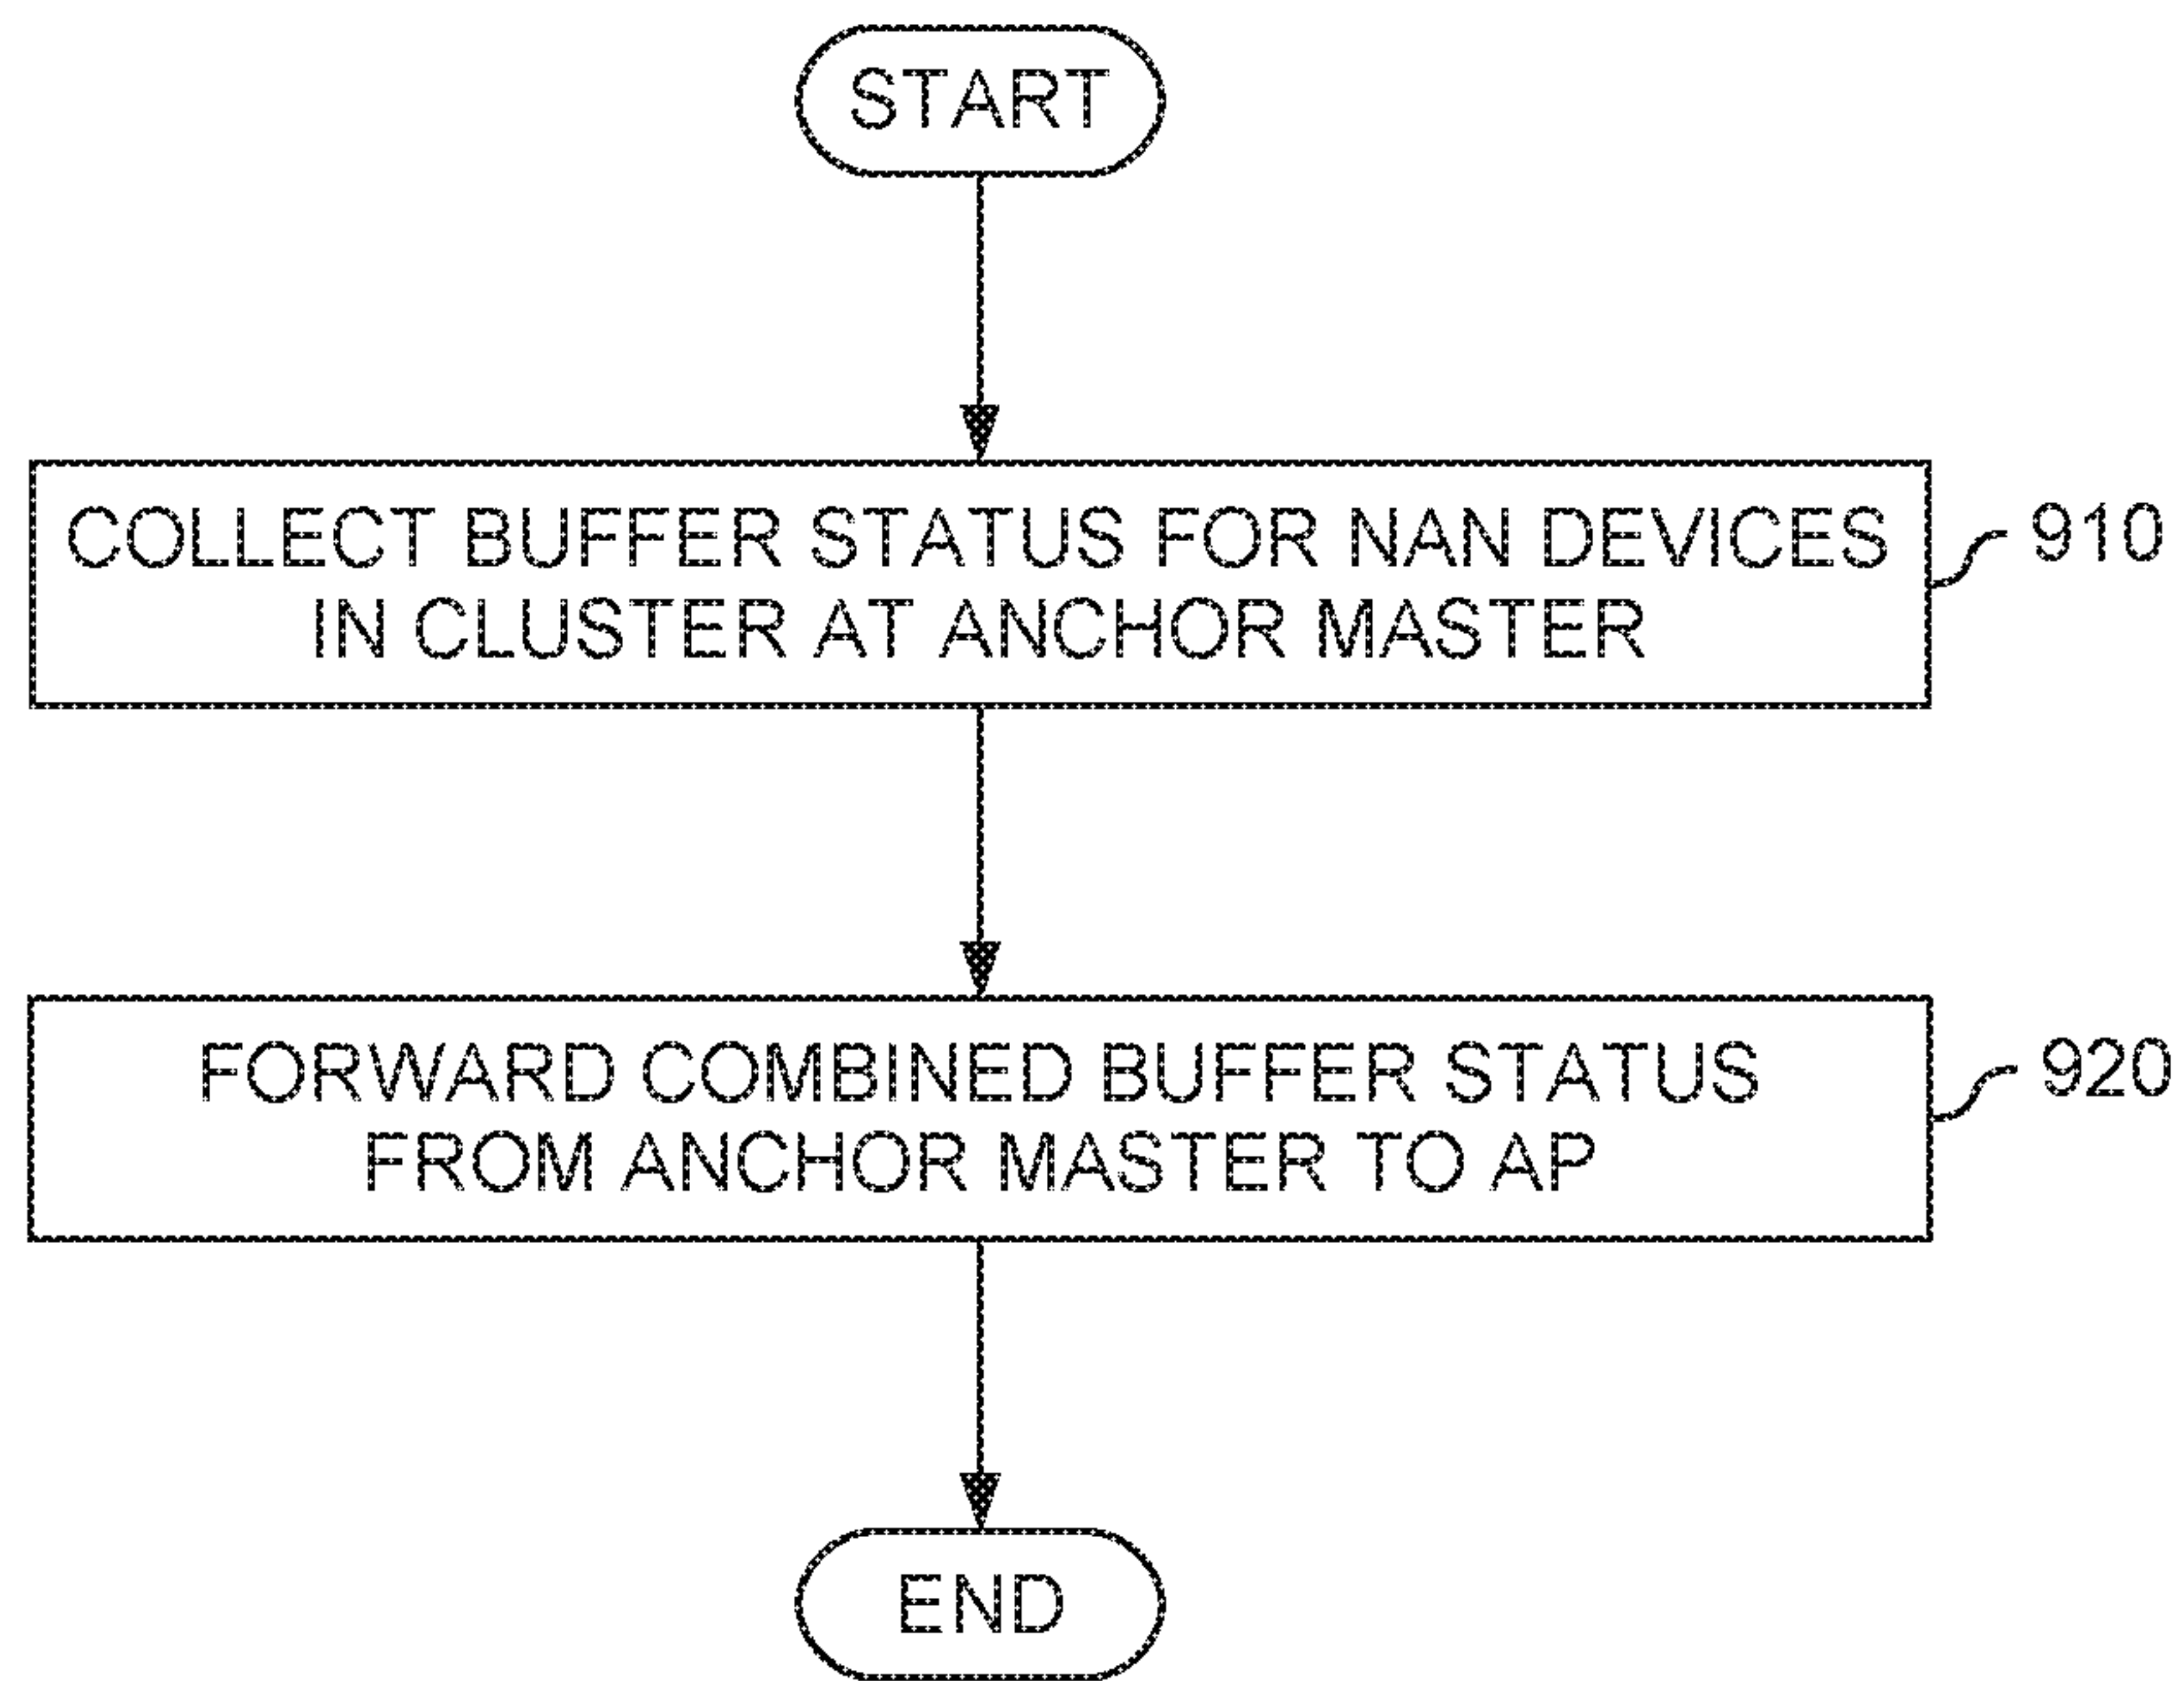 START
COLLECT BUFFER STATUS FOR NAN DEVICES
IN CLUSTER AT ANCHOR MASTER
910
FORWARD COMBINED BUFFER STATUS
FROM ANCHOR MASTER TO AP
920
END